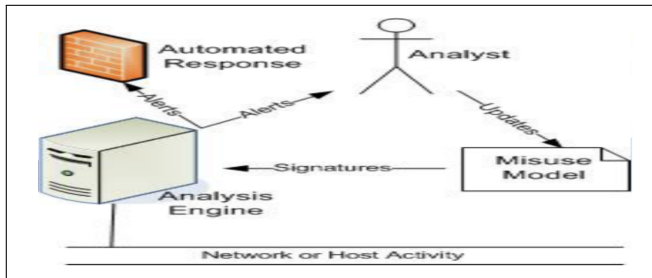 Automated
Response
Analyst
Alerts
Alerts
Updates
Signatures
Misuse
Model
Analysis
Engine
Network or Host Activity